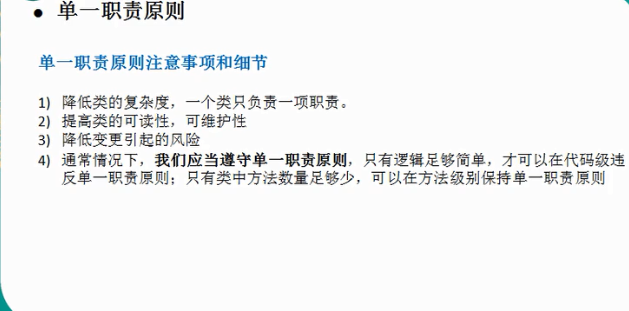 ● 单一职责原则
单一职责原则注意事项和细节
1) 降低类的复杂度，一个类只负责一项职责。
2) 提高类的可读性，可维护性
3) 降低变更引起的风险
4) 通常情况下，我们应当遵守单一职责原则，只有逻辑足够简单，才可以在代码级违
反单一职责原则；只有类中方法数量足够少，可以在方法级别保持单一职责原则